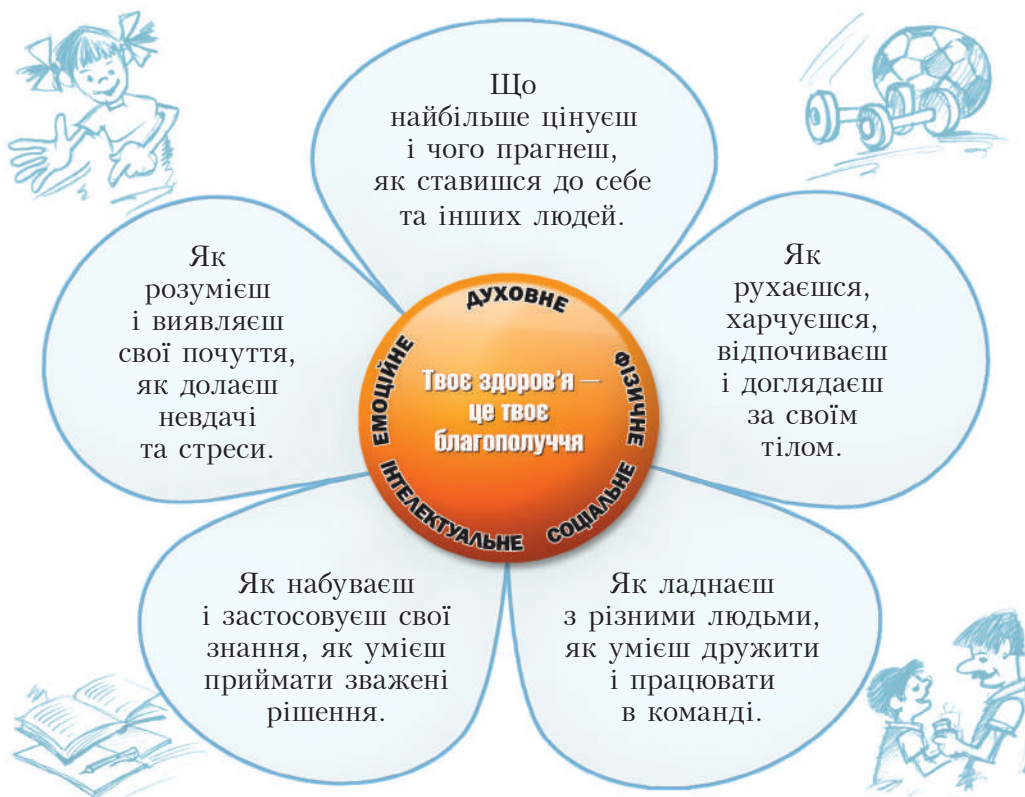 Що
найбільше цінуєш
і чого прагнеш,
як ставишся до себе
та інших людей.
Як
розумієш
і виявляєш
свої почуття,
як долаєш
невдачі
та стреси.
Як
рухаєшся,
харчуєшся,
відпочиваєш
і доглядаєш
за своїм
тілом.
ДУХОВНЕ
ЕМОЦІЙНЕ
ФІЗИЧНЕ
Твоє здоров'я —
це твоє
благополуччя
ІНТЕЛЕКТУАЛЬНЕ
СОЦІАЛЬНЕ
Як набуваєш
і застосовуєш свої
знання, як умієш
приймати зважені
рішення.
Як ладнаєш
з різними людьми,
як умієш дружити
і працювати
в команді.